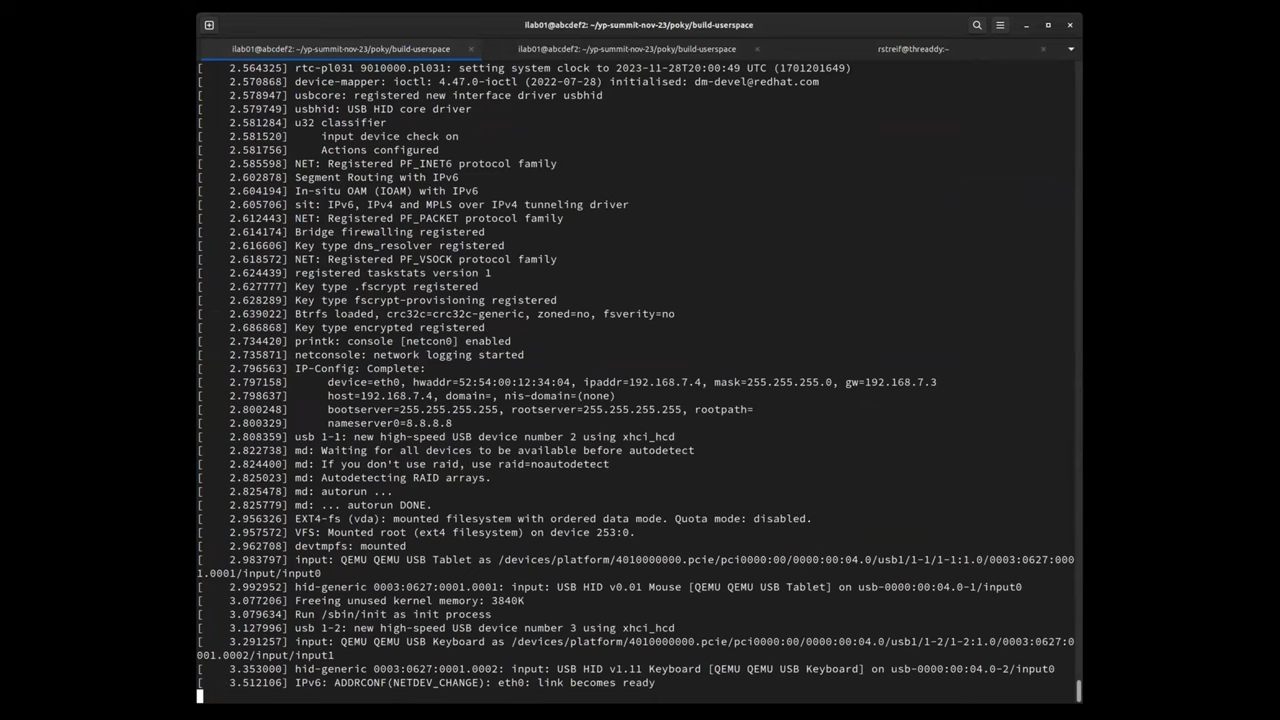 ilab01@abcdef2: ~/yp-summit-nov-23/poky/build-userspace
ilab01@abcdef2: ~/yp-summit-nov-23/poky/build-userspace × ilab01@abcdef2: ~/yp-summit-nov-23/poky/build-userspace × rstreif@threaddy:~ ×
[    2.564325] rtc-pl031 9010000.pl031: setting system clock to 2023-11-28T20:00:49 UTC (1701201649)
[    2.570868] device-mapper: ioctl: 4.47.0-ioctl (2022-07-28) initialised: dm-devel@redhat.com
[    2.578947] usbcore: registered new interface driver usbhid
[    2.579749] usbhid: USB HID core driver
[    2.581284] u32 classifier
[    2.581520]     input device check on
[    2.581756]     Actions configured
[    2.585598] NET: Registered PF_INET6 protocol family
[    2.602878] Segment Routing with IPv6
[    2.604194] In-situ OAM (IOAM) with IPv6
[    2.605706] sit: IPv6, IPv4 and MPLS over IPv4 tunneling driver
[    2.612443] NET: Registered PF_PACKET protocol family
[    2.614174] Bridge firewalling registered
[    2.616606] Key type dns_resolver registered
[    2.618572] NET: Registered PF_VSOCK protocol family
[    2.624439] registered taskstats version 1
[    2.627777] Key type .fscrypt registered
[    2.628289] Key type fscrypt-provisioning registered
[    2.639022] Btrfs loaded, crc32c=crc32c-generic, zoned=no, fsverity=no
[    2.686868] Key type encrypted registered
[    2.734420] printk: console [netcon0] enabled
[    2.735871] netconsole: network logging started
[    2.796563] IP-Config: Complete:
[    2.797158]      device=eth0, hwaddr=52:54:00:12:34:04, ipaddr=192.168.7.4, mask=255.255.255.0, gw=192.168.7.3
[    2.798637]      host=192.168.7.4, domain=, nis-domain=(none)
[    2.800248]      bootserver=255.255.255.255, rootserver=255.255.255.255, rootpath=
[    2.800329]      nameserver0=8.8.8.8
[    2.808359] usb 1-1: new high-speed USB device number 2 using xhci_hcd
[    2.822738] md: Waiting for all devices to be available before autodetect
[    2.824400] md: If you don't use raid, use raid=noautodetect
[    2.825023] md: Autodetecting RAID arrays.
[    2.825478] md: autorun ...
[    2.825779] md: ... autorun DONE.
[    2.956326] EXT4-fs (vda): mounted filesystem with ordered data mode. Quota mode: disabled.
[    2.957572] VFS: Mounted root (ext4 filesystem) on device 253:0.
[    2.962708] devtmpfs: mounted
[    2.983797] input: QEMU QEMU USB Tablet as /devices/platform/4010000000.pcie/pci0000:00/0000:00:04.0/usb1/1-1/1-1:1.0/0003:0627:00
1.0001/input/input0
[    2.992952] hid-generic 0003:0627:0001.0001: input: USB HID v0.01 Mouse [QEMU QEMU USB Tablet] on usb-0000:00:04.0-1/input0
[    3.077206] Freeing unused kernel memory: 3840K
[    3.079634] Run /sbin/init as init process
[    3.127996] usb 1-2: new high-speed USB device number 3 using xhci_hcd
[    3.291257] input: QEMU QEMU USB Keyboard as /devices/platform/4010000000.pcie/pci0000:00/0000:00:04.0/usb1/1-2/1-2:1.0/0003:0627:0
001.0002/input/input1
[    3.353000] hid-generic 0003:0627:0001.0002: input: USB HID v1.11 Keyboard [QEMU QEMU USB Keyboard] on usb-0000:00:04.0-2/input0
[    3.512106] IPv6: ADDRCONF(NETDEV_CHANGE): eth0: link becomes ready